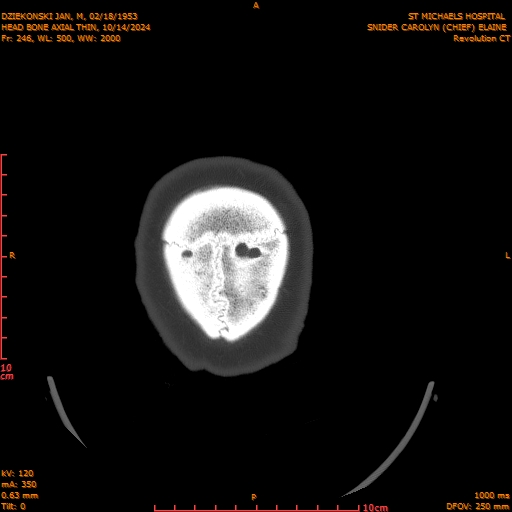 A
DZIEKONSKI JAN, M, 02/18/1953
HEAD BONE AXIAL THIN, 10/14/2024
Fr: 246, WL: 500, WW: 2000
ST MICHAELS HOSPITAL
SNIDER CAROLYN (CHIEF) ELAINE
Revolution CT
R
L
10
cm
kV: 120
mA: 350
0.63 mm
Tilt: 0
P
10cm
1000 ms
DFOV: 250 mm